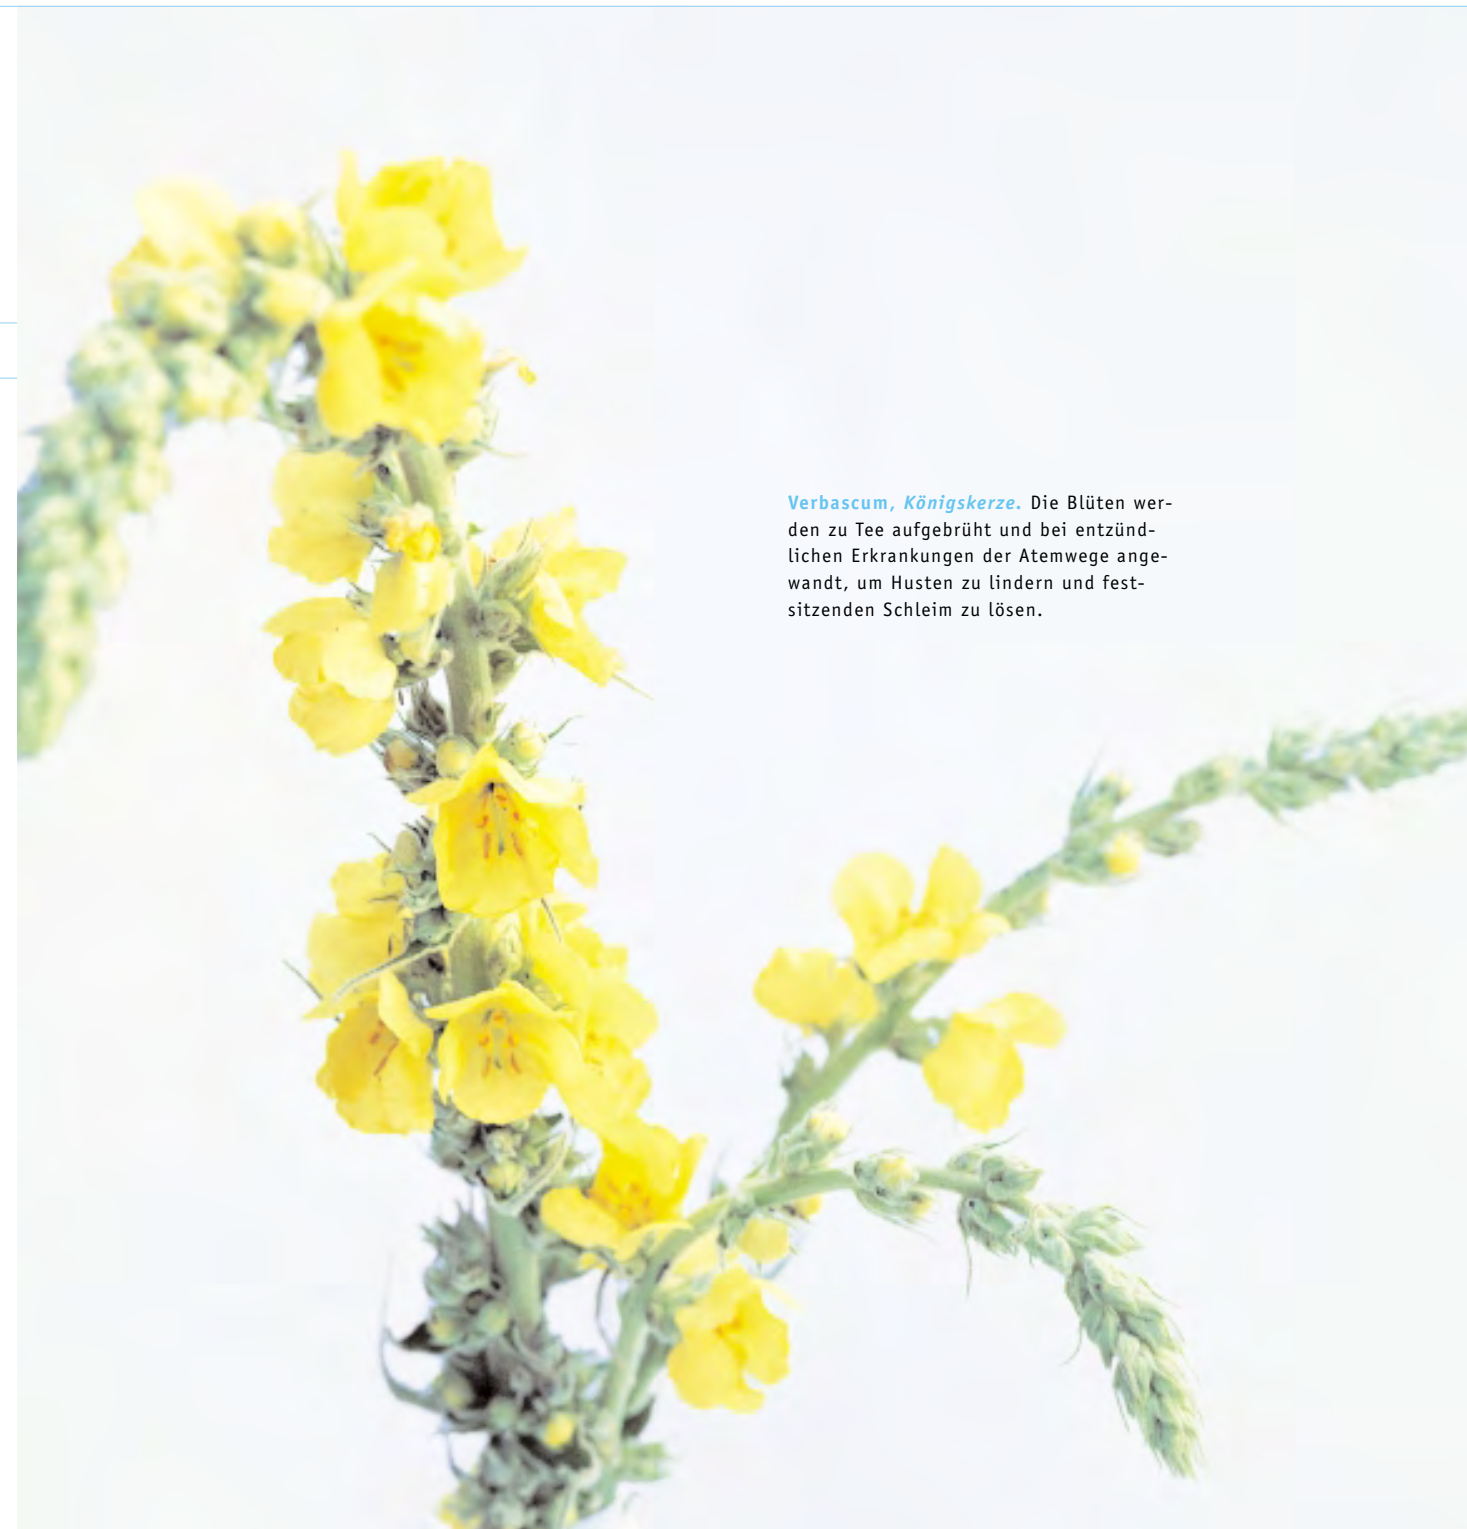 Verbascum, Königskerze. Die Blüten wer-
den zu Tee aufgebrüht und bei entzünd-
lichen Erkrankungen der Atemwege ange-
wandt, um Husten zu lindern und fest-
sitzenden Schleim zu lösen.